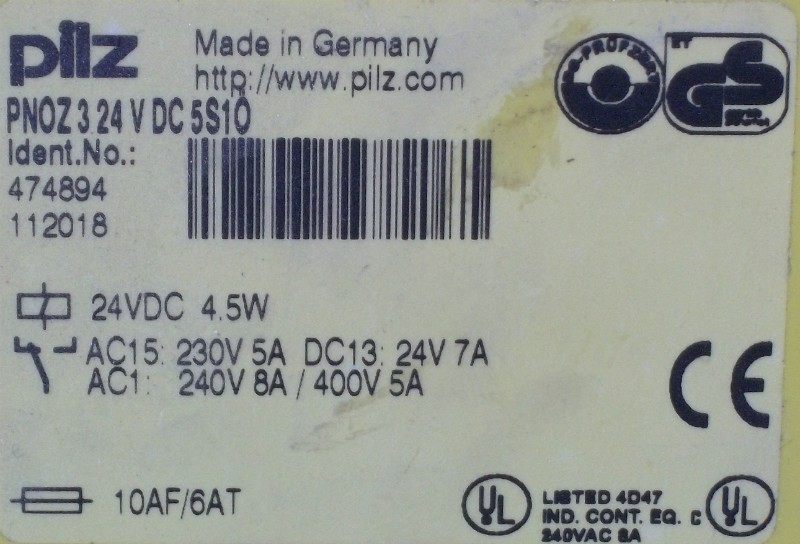 pilz
Made in Germany
http://www.pilz.com
PNOZ 3 24 V DC 5S1O
Ident.No.:
474894
112018
24VDC 4.5W
AC15: 230V 5A DC13: 24V 7A
AC1: 240V 8A / 400V 5A
CE
10AF/6AT
UL
LISTED 4D47
IND. CONT. EQ.
240VAC 8A
C UL
GS